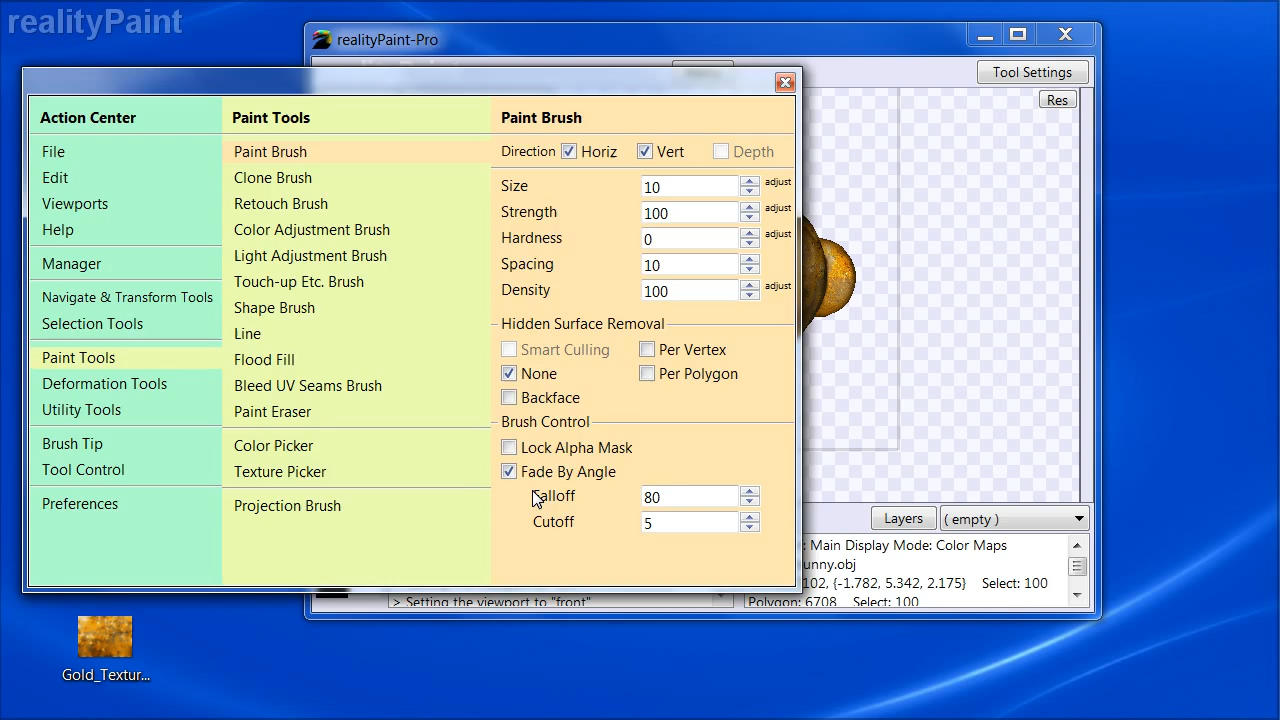 realityPaint
realityPaint-Pro
Tool Settings
Res
Action Center
File
Edit
Viewports
Help
Manager
Navigate & Transform Tools
Selection Tools
Paint Tools
Deformation Tools
Utility Tools
Brush Tip
Tool Control
Preferences
Paint Tools
Paint Brush
Clone Brush
Retouch Brush
Color Adjustment Brush
Light Adjustment Brush
Touch-up Etc. Brush
Shape Brush
Line
Flood Fill
Bleed UV Seams Brush
Paint Eraser
Color Picker
Texture Picker
Projection Brush
Paint Brush
Direction Horiz Vert Depth
Size 10 adjust
Strength 100 adjust
Hardness 0 adjust
Spacing 10
Density 100 adjust
Hidden Surface Removal
Smart Culling Per Vertex
None Per Polygon
Backface
Brush Control
Lock Alpha Mask
Fade By Angle
Falloff 80
Cutoff 5
Layers ( empty )
: Main Display Mode: Color Maps
unny.obj
102, {-1.782, 5.342, 2.175} Select: 100
Polygon: 6708 Select: 100
> Setting the viewport to "front"
Gold_Textur...